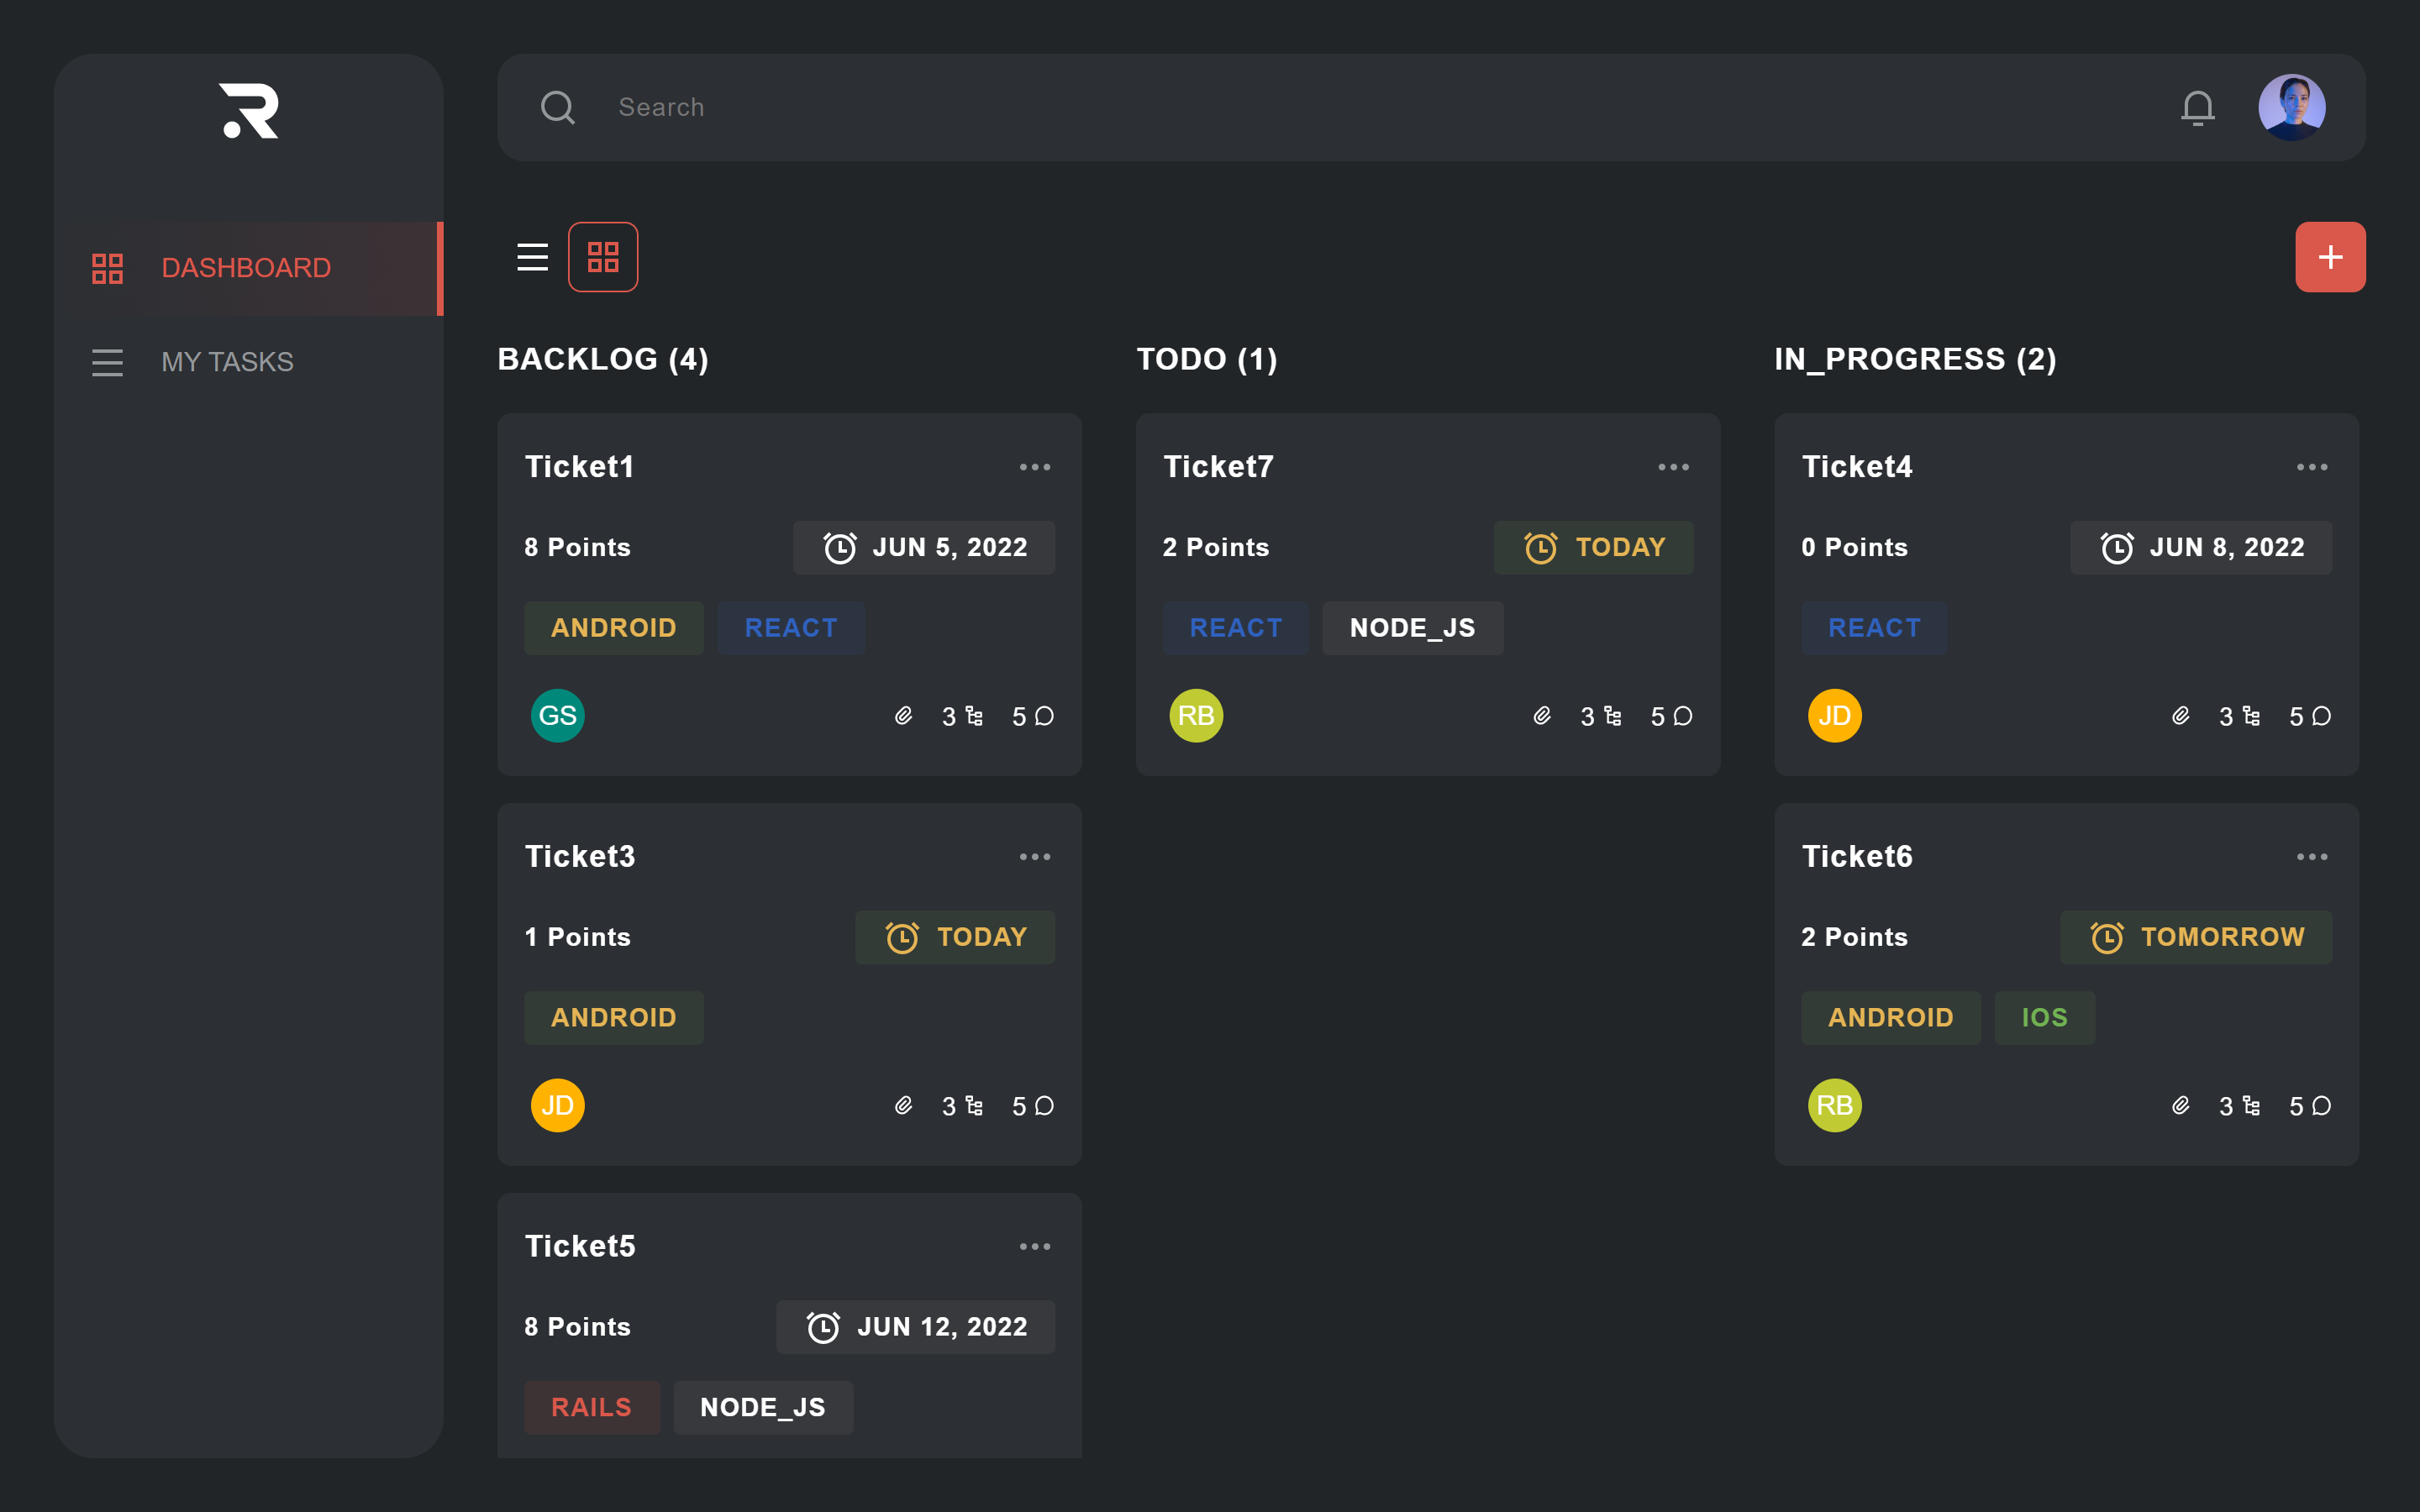 Search
DASHBOARD
MY TASKS
BACKLOG (4)
Ticket1
8 Points
JUN 5, 2022
ANDROID
REACT
GS
3
5
Ticket3
1 Points
TODAY
ANDROID
JD
3
5
Ticket5
8 Points
JUN 12, 2022
RAILS
NODE_JS
TODO (1)
Ticket7
2 Points
TODAY
REACT
NODE_JS
RB
3
5
IN_PROGRESS (2)
Ticket4
0 Points
JUN 8, 2022
REACT
JD
3
5
Ticket6
2 Points
TOMORROW
ANDROID
IOS
RB
3
5